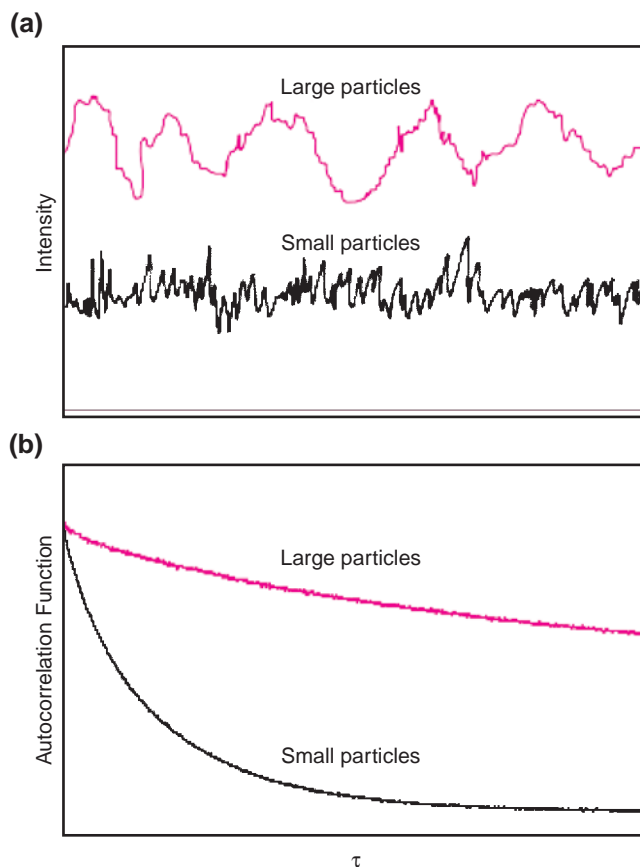 (a)
Large particles
Intensity
Small particles
(b)
Large particles
Autocorrelation Function
Small particles
τ